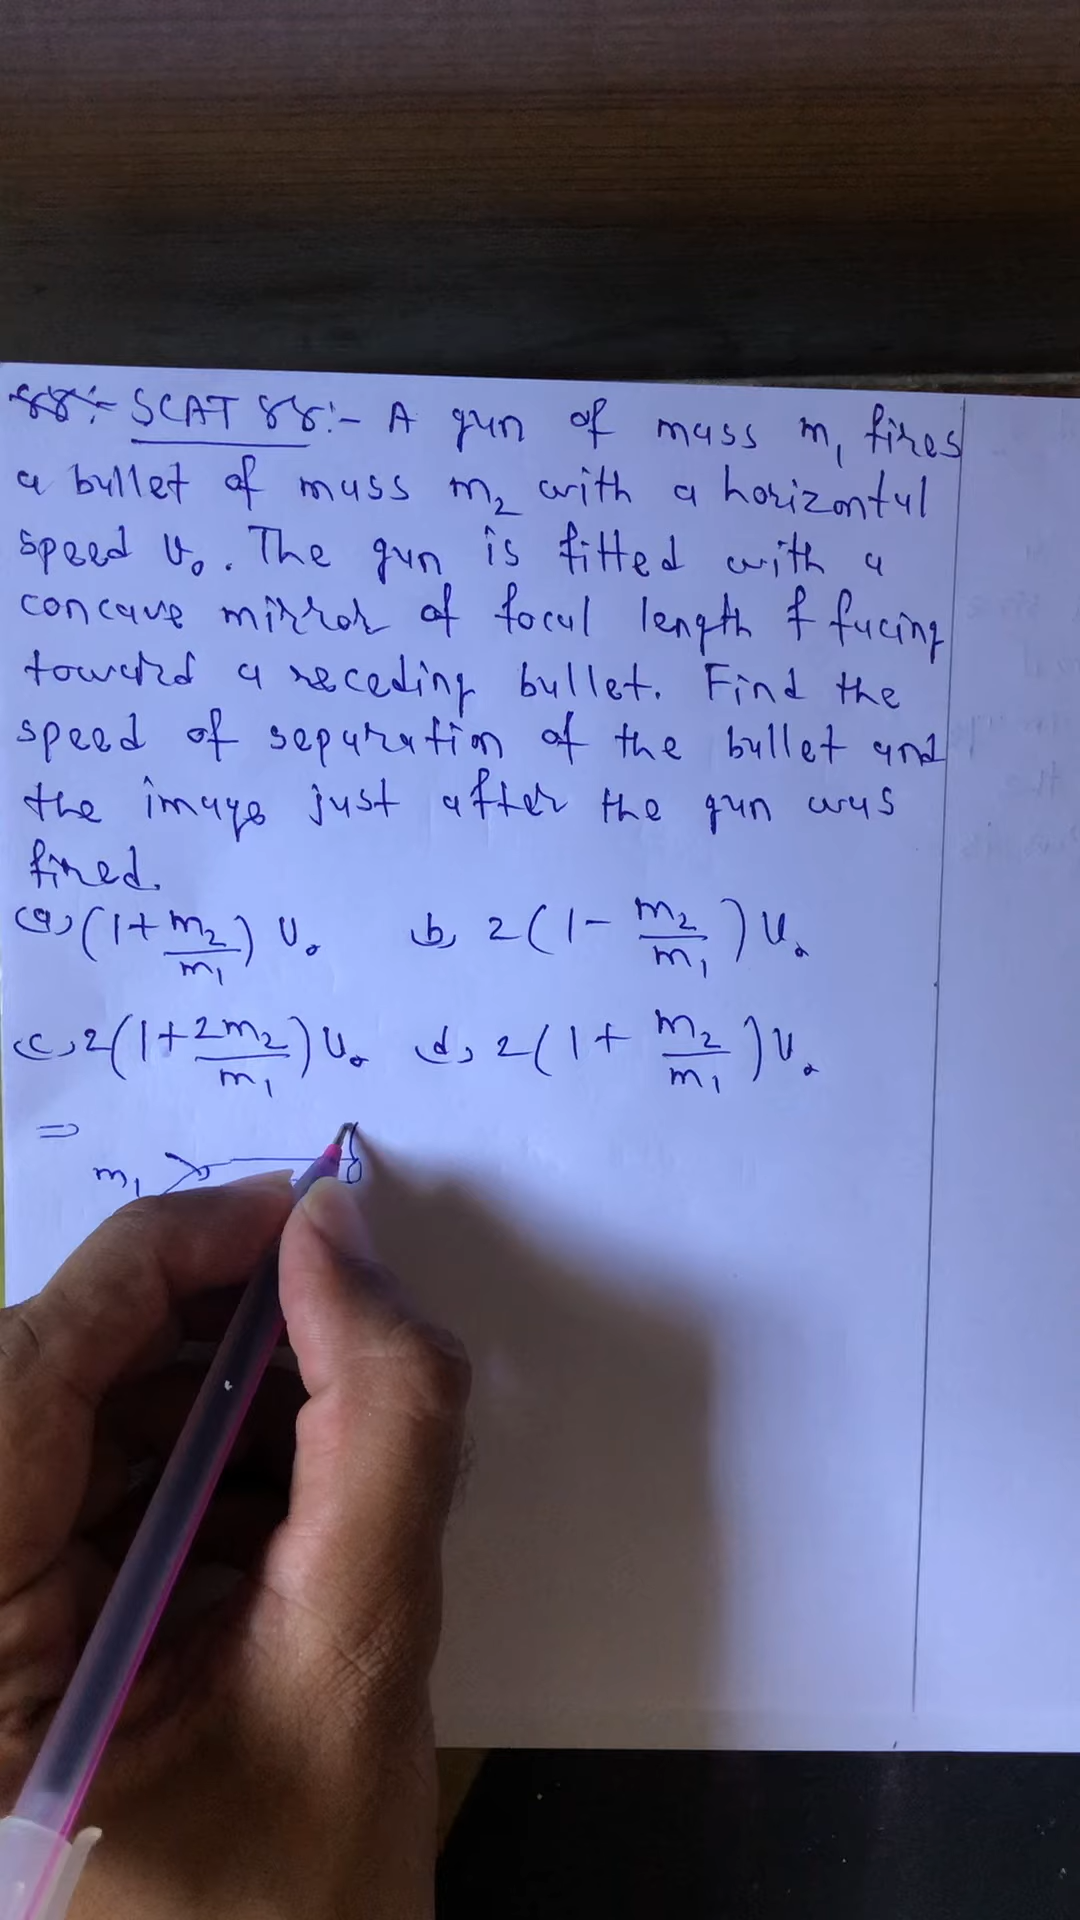 SCAT 88:- A gun of mass m₁ fires
a bullet of mass m₂ with a horizontal
speed v₀. The gun is fitted with a
concave mirror of focal length f facing
toward a receding bullet. Find the
speed of separation of the bullet and
the image just after the gun was
fired.
(a) (1+m₂/m₁) v₀ b) 2(1-m₂/m₁)v₀
(c) 2(1+2m₂/m₁)v₀ d) 2(1+m₂/m₁)v₀
⇒
m₁